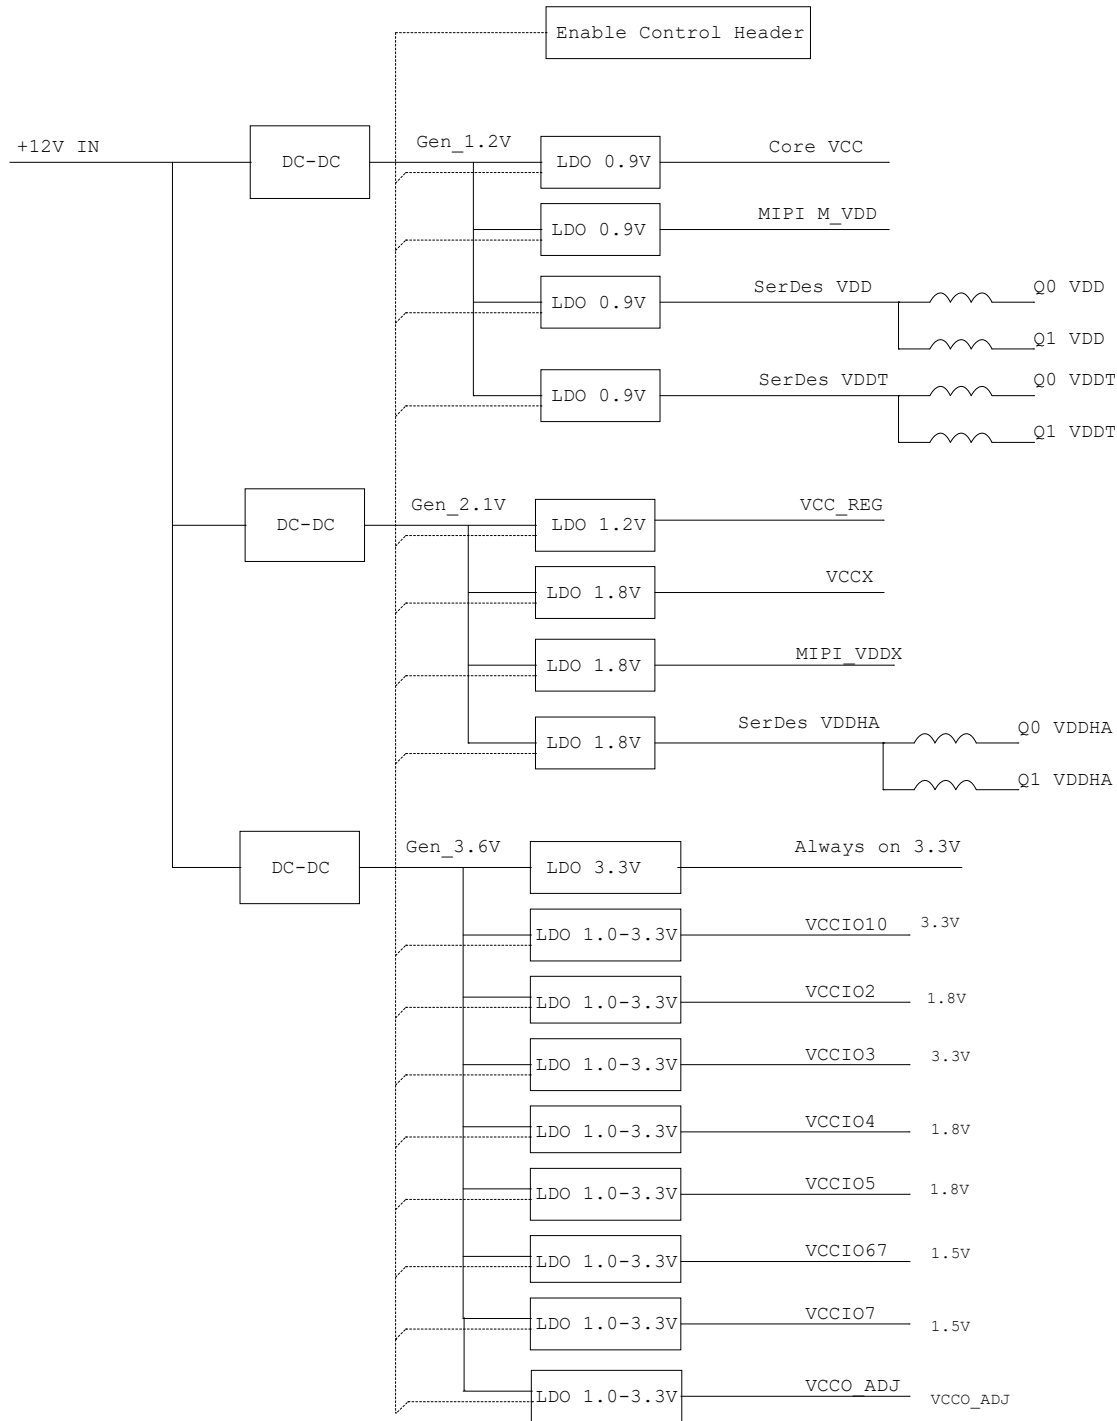 Enable Control Header
+12V IN
DC-DC
Gen_1.2V
LDO 0.9V
Core VCC
LDO 0.9V
MIPI M_VDD
LDO 0.9V
SerDes VDD
Q0 VDD
Q1 VDD
LDO 0.9V
SerDes VDDT
Q0 VDDT
Q1 VDDT
DC-DC
Gen_2.1V
LDO 1.2V
VCC_REG
LDO 1.8V
VCCX
LDO 1.8V
MIPI_VDDX
LDO 1.8V
SerDes VDDHA
Q0 VDDHA
Q1 VDDHA
DC-DC
Gen_3.6V
LDO 3.3V
Always on 3.3V
LDO 1.0-3.3V
VCCIO10
3.3V
LDO 1.0-3.3V
VCCIO2
1.8V
LDO 1.0-3.3V
VCCIO3
3.3V
LDO 1.0-3.3V
VCCIO4
1.8V
LDO 1.0-3.3V
VCCIO5
1.8V
LDO 1.0-3.3V
VCCIO67
1.5V
LDO 1.0-3.3V
VCCIO7
1.5V
LDO 1.0-3.3V
VCCO_ADJ
VCCO_ADJ